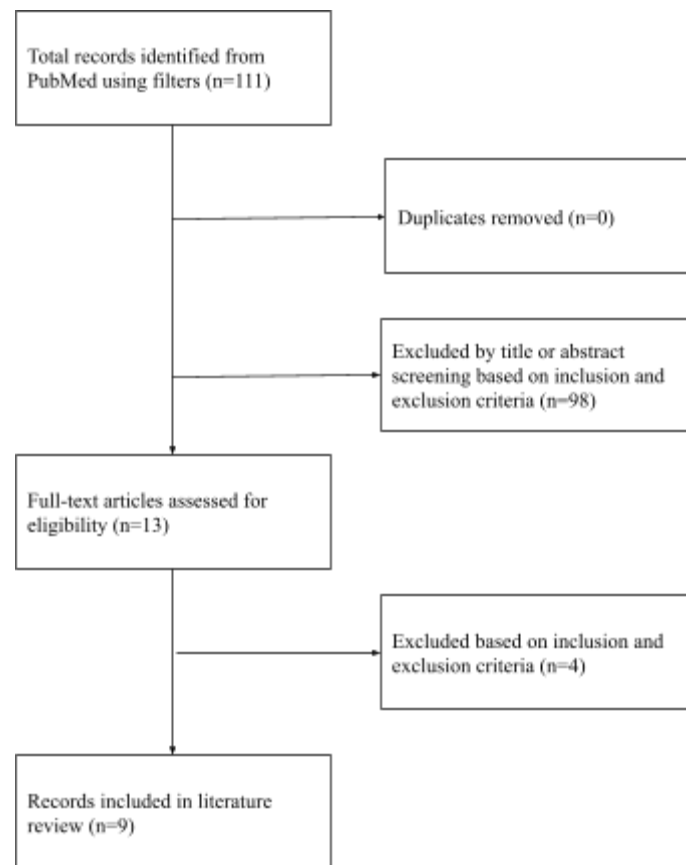 Total records identified from
PubMed using filters (n=111)
Duplicates removed (n=0)
Excluded by title or abstract
screening based on inclusion and
exclusion criteria (n=98)
Full-text articles assessed for
eligibility (n=13)
Excluded based on inclusion and
exclusion criteria (n=4)
Records included in literature
review (n=9)